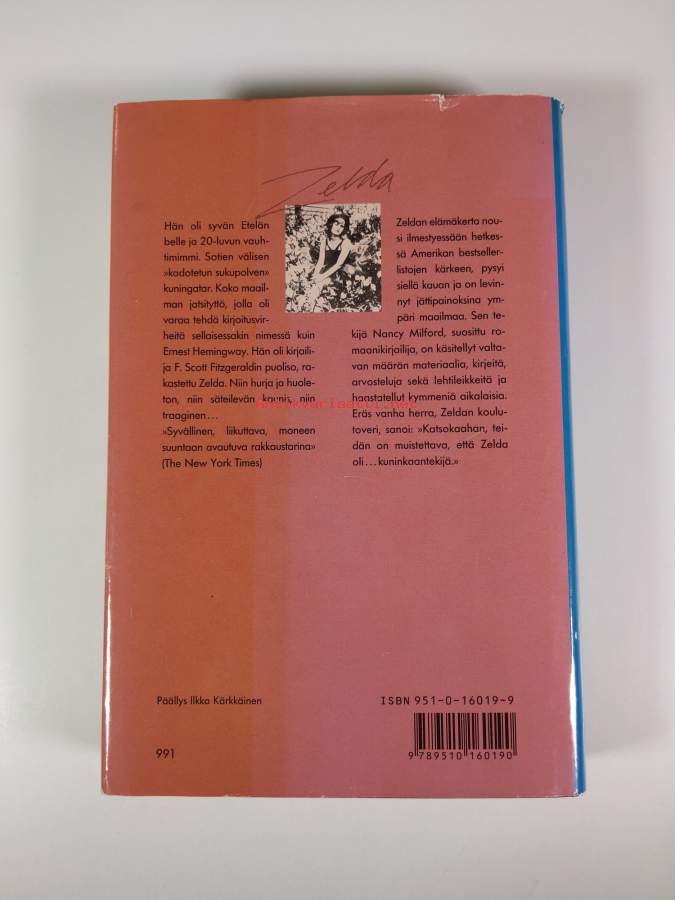 Zelda
Hän oli syvän Etelän
belle ja 20-luvun vauh-
timimmi. Sotien välisen
»kadotetun sukupolven»
kuningatar. Koko maail-
man jatsityttö, jolla oli
varaa tehdä kirjoitusvir-
heitä sellaisessakin nimessä kuin
Ernest Hemingway. Hän oli kirjaili-
ja F. Scott Fitzgeraldin puoliso, ra-
kastettu Zelda. Niin hurja ja huole-
ton, niin säteilevän kaunis, niin
traaginen...
»Syvällinen, liikuttava, moneen
suuntaan avautuva rakkaustarina»
(The New York Times)
Zeldan elämäkerta nou-
si ilmestyessään hetkes-
sä Amerikan bestseller-
listojen kärkeen, pysyi
siellä kauan ja on levin-
nyt jättipainoksina ym-
päri maailmaa. Sen te-
kijä Nancy Milford, suosittu ro-
maanikirjailija, on käsitellyt valta-
van määrän materiaalia, kirjeitä,
arvosteluja sekä lehtileikkeitä ja
haastatellut kymmeniä aikalaisia.
Eräs vanha herra, Zeldan koulu-
toveri, sanoi: »Katsokaahan, tei-
dän on muistettava, että Zelda
oli...kuninkaantekijä.»
antikvariaatti.net
Päällys Ilkka Kärkkäinen
991
ISBN 951-0-16019-9
9 789510 160190